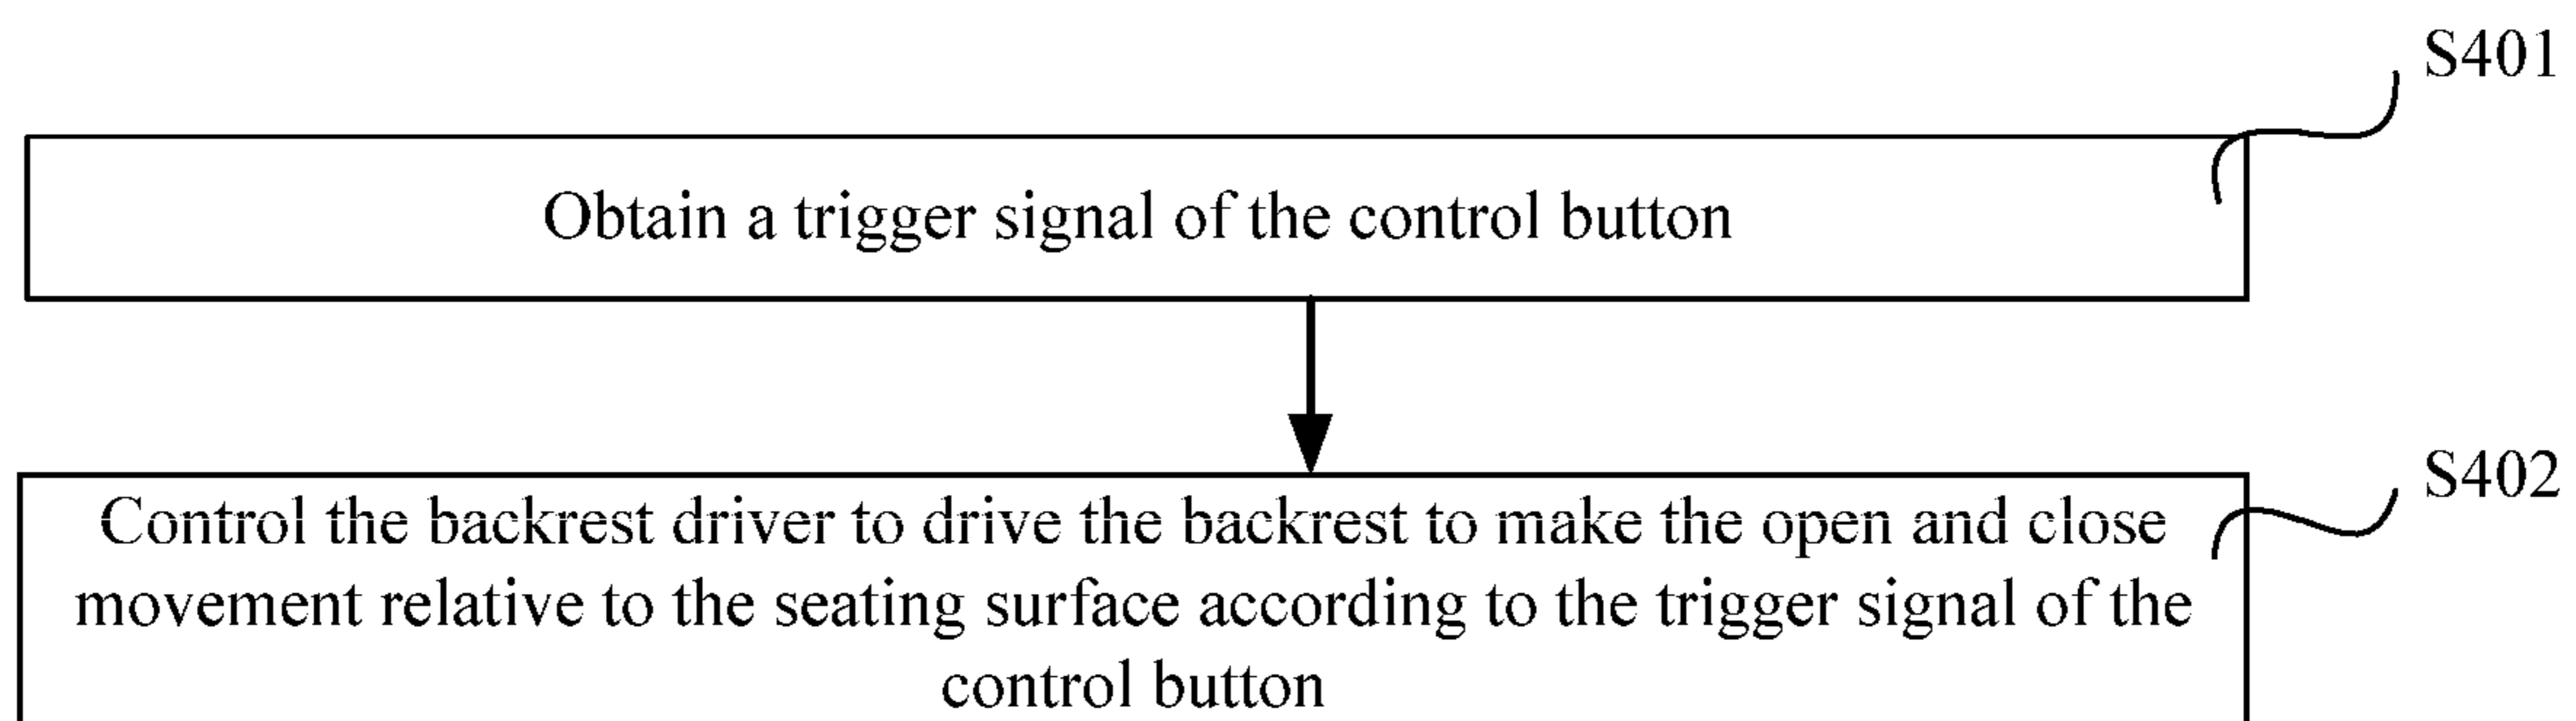 S401
Obtain a trigger signal of the control button
S402
Control the backrest driver to drive the backrest to make the open and close
movement relative to the seating surface according to the trigger signal of the
control button